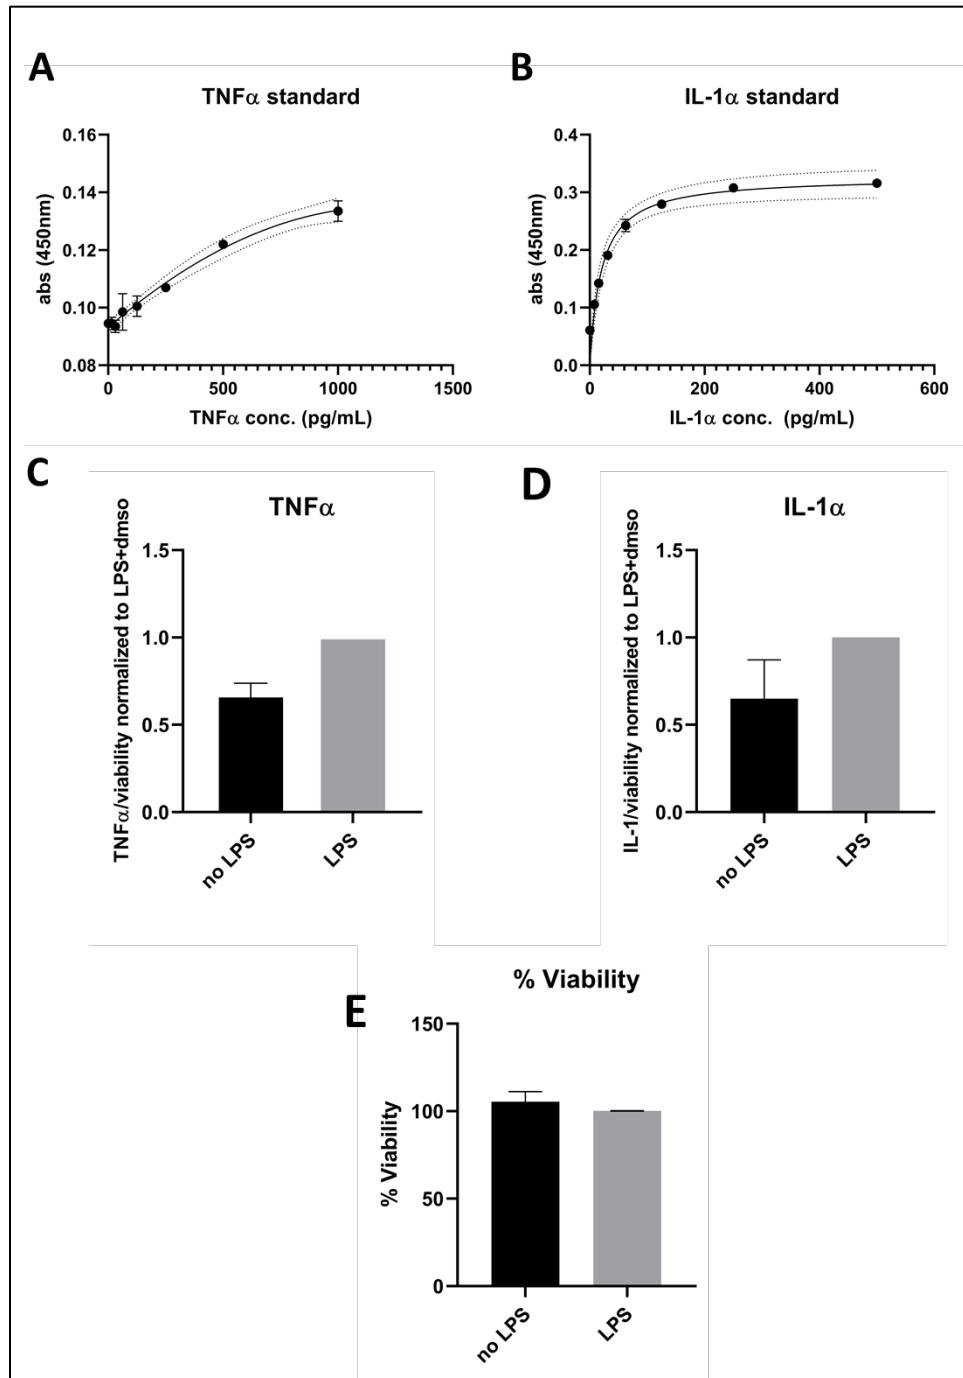 A
TNFα standard
0.16
0.14
0.12
0.10
0.08
abs (450nm)
0
500
1000
1500
TNFα conc. (pg/mL)
B
IL-1α standard
0.4
0.3
0.2
0.1
0.0
abs (450nm)
0
200
400
600
IL-1α conc. (pg/mL)
C
TNFα
TNFα/viability normalized to LPS+dmso
1.5
1.0
0.5
0.0
no LPS
LPS
D
IL-1α
IL-1/viability normalized to LPS+dmso
1.5
1.0
0.5
0.0
no LPS
LPS
E
% Viability
% Viability
150
100
50
0
no LPS
LPS